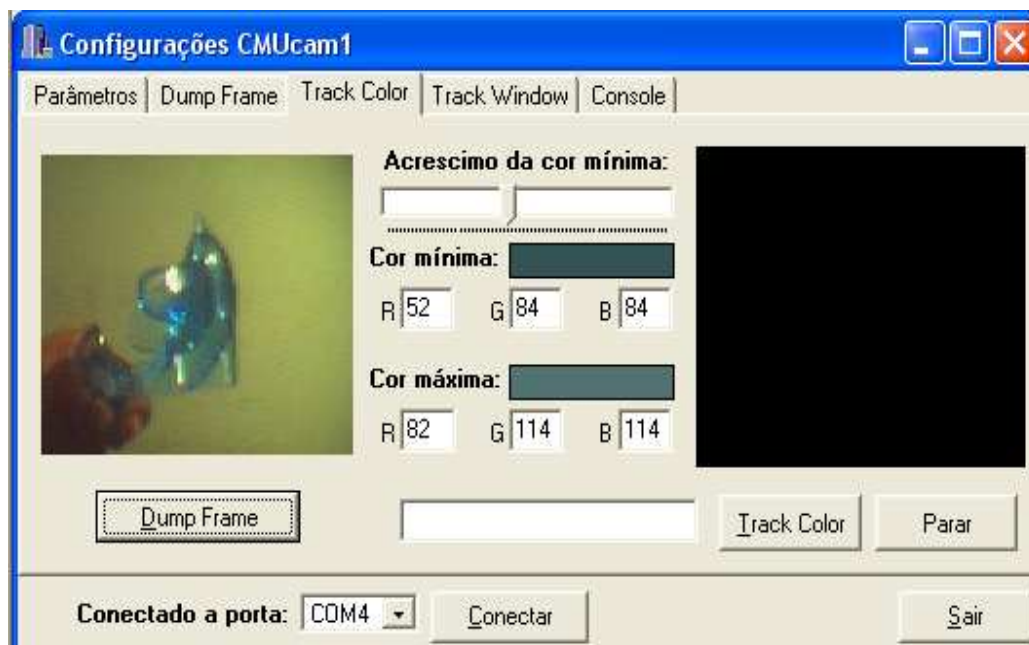 Configurações CMUcam1
Parâmetros Dump Frame Track Color Track Window Console
Acrescimo da cor mínima:
Cor mínima:
R 52 G 84 B 84
Cor máxima:
R 82 G 114 B 114
Dump Frame Track Color Parar
Conectado a porta: COM4 Conectar Sair